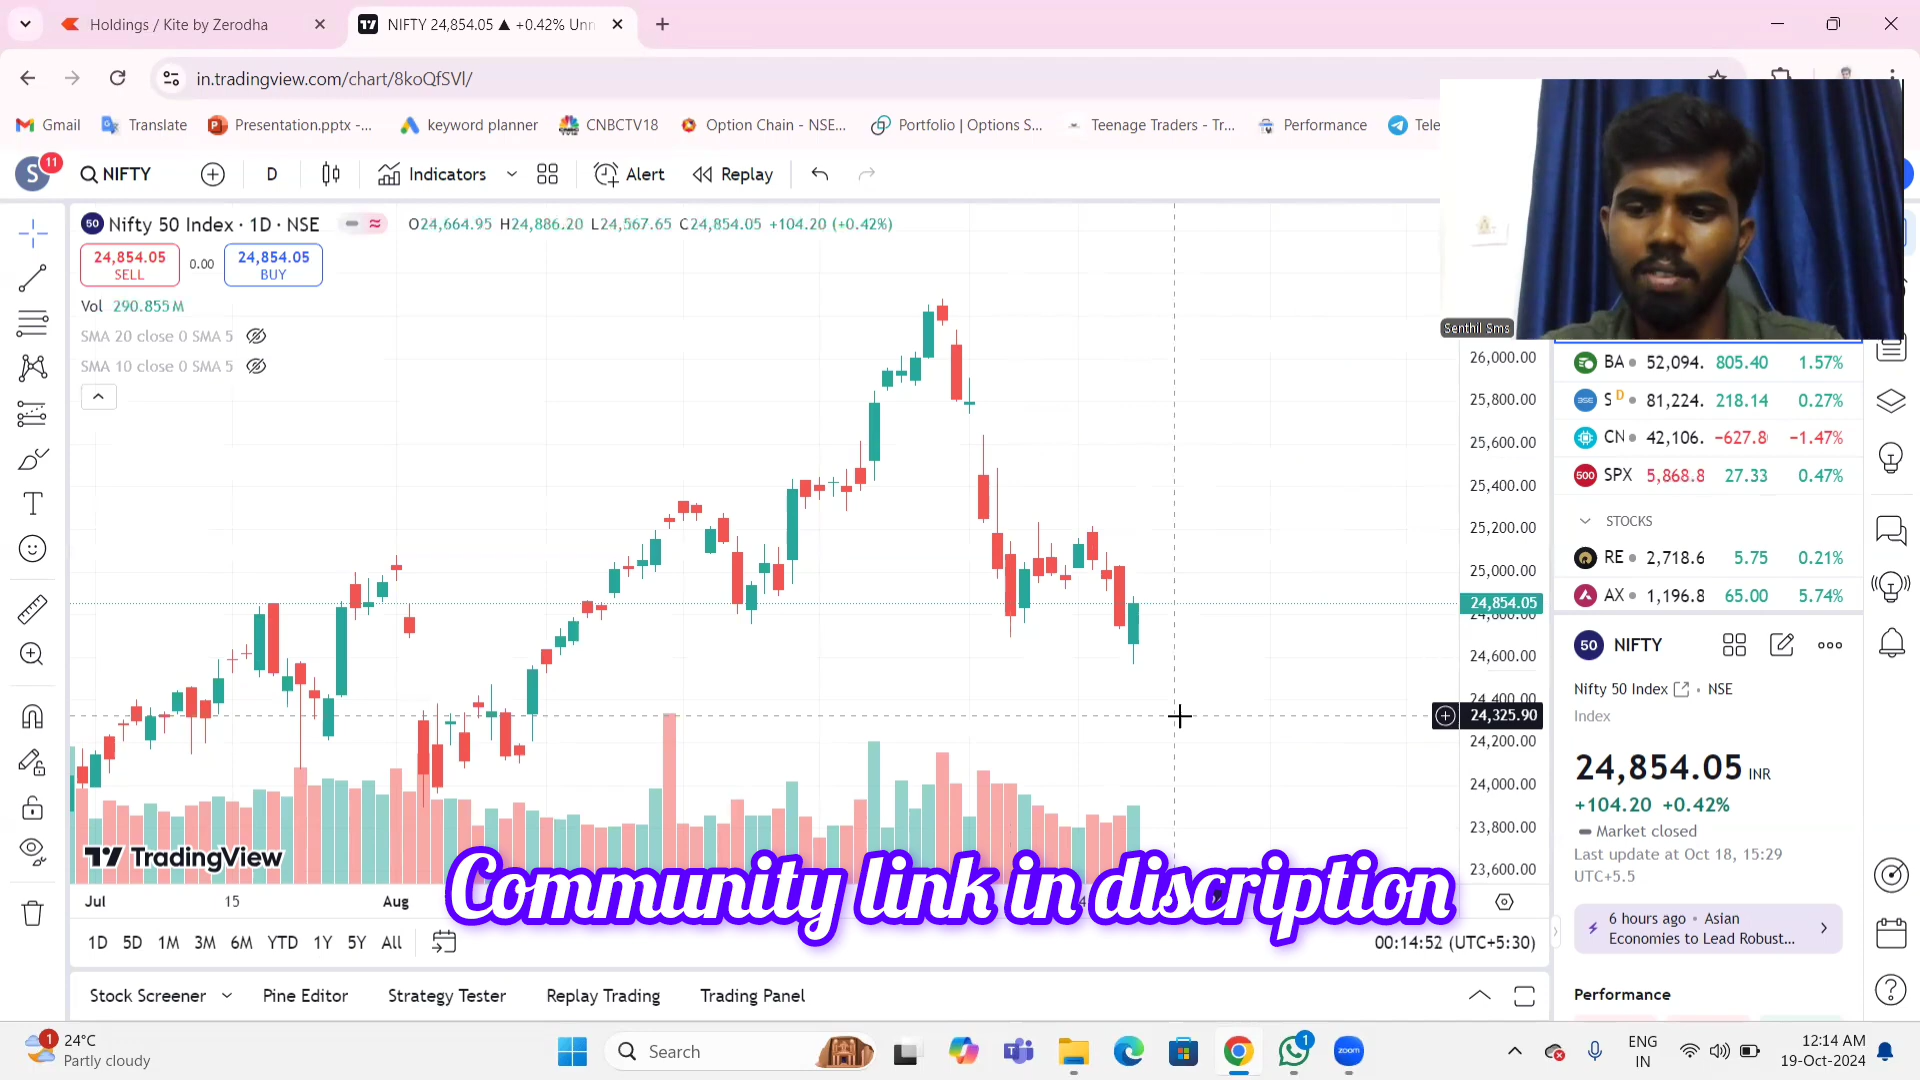 Holdings / Kite by Zerodha
NIFTY 24,854.05 ▲ +0.42% Unn
in.tradingview.com/chart/8koQfSVl/
Gmail
Translate
Presentation.pptx -...
keyword planner
CNBCTV18
Option Chain - NSE...
Portfolio | Options S...
Teenage Traders - Tr...
Performance
Tele
S 11
NIFTY
D
Indicators
Alert
Replay
50 Nifty 50 Index · 1D · NSE
O24,664.95 H24,886.20 L24,567.65 C24,854.05 +104.20 (+0.42%)
24,854.05
SELL
0.00
24,854.05
BUY
Vol 290.855M
SMA 20 close 0 SMA 5
SMA 10 close 0 SMA 5
Senthil Sms
26,000.00
25,800.00
25,600.00
25,400.00
25,200.00
25,000.00
24,854.05
24,800.00
24,600.00
24,400.00
24,325.90
24,200.00
24,000.00
23,800.00
23,600.00
BA 52,094. 805.40 1.57%
S D 81,224. 218.14 0.27%
CN 42,106. −627.8 −1.47%
500 SPX 5,868.8 27.33 0.47%
STOCKS
RE 2,718.6 5.75 0.21%
AX 1,196.8 65.00 5.74%
50 NIFTY
Nifty 50 Index · NSE
Index
24,854.05 INR
+104.20 +0.42%
Market closed
Last update at Oct 18, 15:29
UTC+5.5
6 hours ago · Asian
Economies to Lead Robust...
Performance
TradingView
Community link in discription
Jul
15
Aug
1D 5D 1M 3M 6M YTD 1Y 5Y All
00:14:52 (UTC+5:30)
Stock Screener
Pine Editor
Strategy Tester
Replay Trading
Trading Panel
1
24°C
Partly cloudy
Search
1
zoom
ENG
IN
12:14 AM
19-Oct-2024